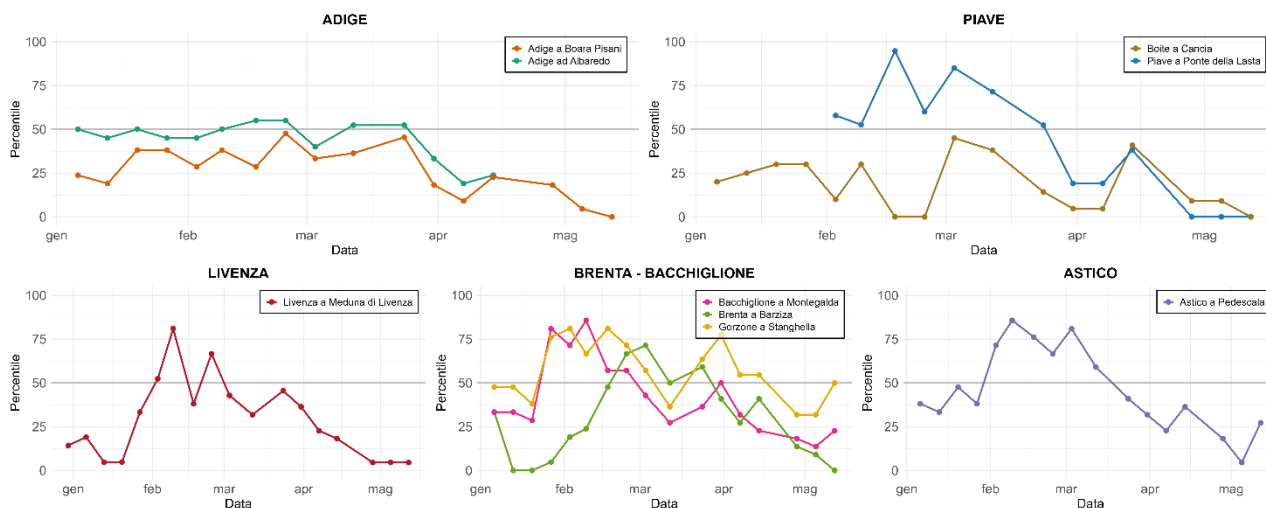 ADIGE
100
75
50
25
0
Percentile
gen
feb
mar
apr
mag
Data
Adige a Boara Pisani
Adige ad Albaredo
PIAVE
100
75
50
25
0
Percentile
gen
feb
mar
apr
mag
Data
Boite a Cancia
Piave a Ponte della Lasta
LIVENZA
100
75
50
25
0
Percentile
gen
feb
mar
apr
mag
Data
Livenza a Meduna di Livenza
BRENTA - BACCHIGLIONE
100
75
50
25
0
Percentile
gen
feb
mar
apr
mag
Data
Bacchiglione a Montegalda
Brenta a Barziza
Gorzone a Stanghella
ASTICO
100
75
50
25
0
Percentile
gen
feb
mar
apr
mag
Data
Astico a Pedescala